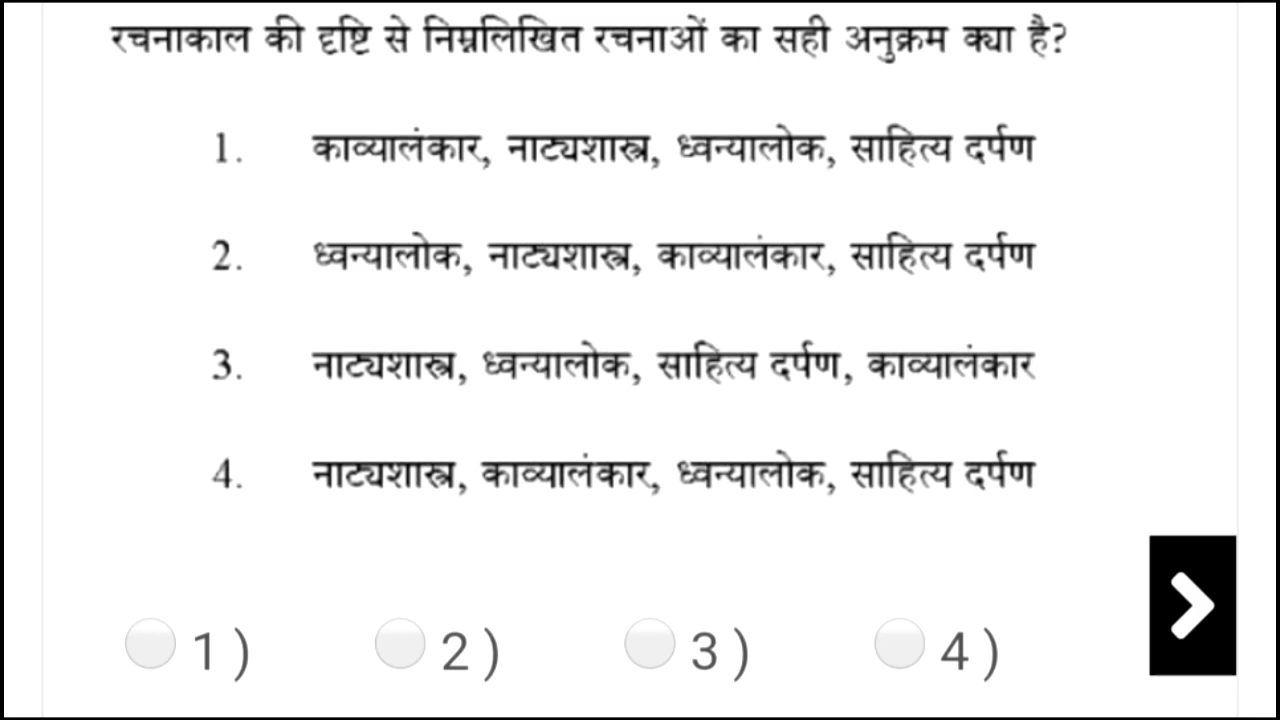 रचनाकाल की दृष्टि से निम्नलिखित रचनाओं का सही अनुक्रम क्या है?
1. काव्यालंकार, नाट्यशास्त्र, ध्वन्यालोक, साहित्य दर्पण
2. ध्वन्यालोक, नाट्यशास्त्र, काव्यालंकार, साहित्य दर्पण
3. नाट्यशास्त्र, ध्वन्यालोक, साहित्य दर्पण, काव्यालंकार
4. नाट्यशास्त्र, काव्यालंकार, ध्वन्यालोक, साहित्य दर्पण
1 ) 2 ) 3 ) 4 )